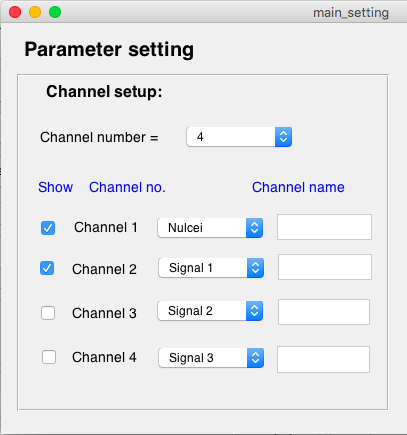 main_setting
Parameter setting
Channel setup:
Channel number = 4
Show Channel no. Channel name
Channel 1 Nulcei
Channel 2 Signal 1
Channel 3 Signal 2
Channel 4 Signal 3